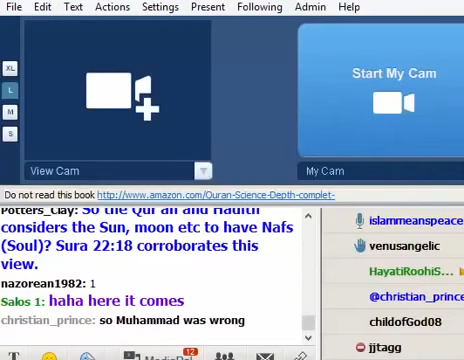 File Edit Text Actions Settings Present Following Admin Help
XL
L
M
S
Start My Cam
View Cam
My Cam
Do not read this book http://www.amazon.com/Quran-Science-Depth-complet-
Potters_Clay: So the Qur'an and Hadith
considers the Sun, moon etc to have Nafs
(Soul)? Sura 22:18 corroborates this
view.
nazorean1982: 1
Salos 1: haha here it comes
christian_prince: so Muhammad was wrong
islammeanspeace
venusangelic
HayatiRoohiS...
@christian_prince
childofGod08
jjtagg
12
T